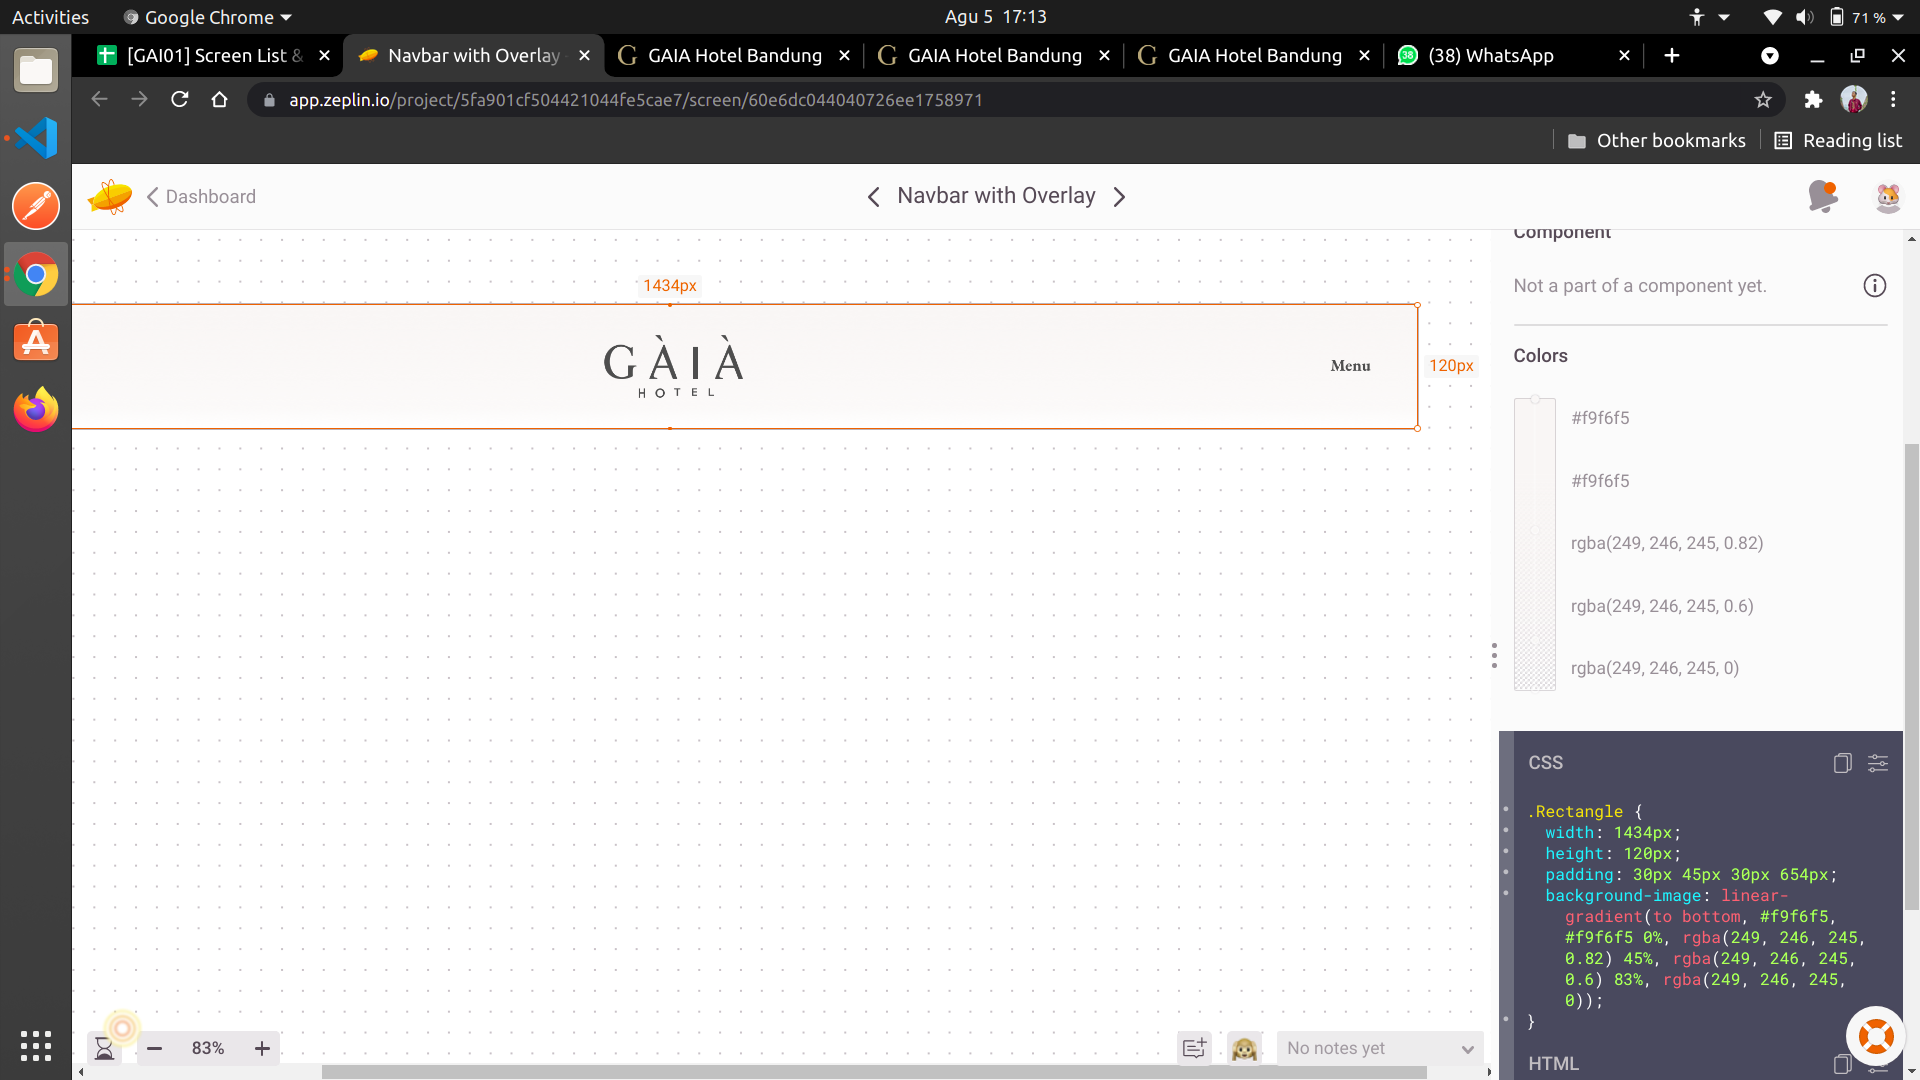 Activities
Google Chrome
Agu 5 17:13
71 %
[GAI01] Screen List &
Navbar with Overlay
GAIA Hotel Bandung
GAIA Hotel Bandung
GAIA Hotel Bandung
38
(38) WhatsApp
app.zeplin.io/project/5fa901cf504421044fe5cae7/screen/60e6dc044040726ee1758971
Other bookmarks
Reading list
Dashboard
Navbar with Overlay
Component
1434px
Not a part of a component yet.
GÀIÀ
HOTEL
Menu
120px
Colors
#f9f6f5
#f9f6f5
rgba(249, 246, 245, 0.82)
rgba(249, 246, 245, 0.6)
rgba(249, 246, 245, 0)
CSS
.Rectangle {
width: 1434px;
height: 120px;
padding: 30px 45px 30px 654px;
background-image: linear-
gradient(to bottom, #f9f6f5,
#f9f6f5 0%, rgba(249, 246, 245,
0.82) 45%, rgba(249, 246, 245,
0.6) 83%, rgba(249, 246, 245,
0));
}
83%
No notes yet
HTML